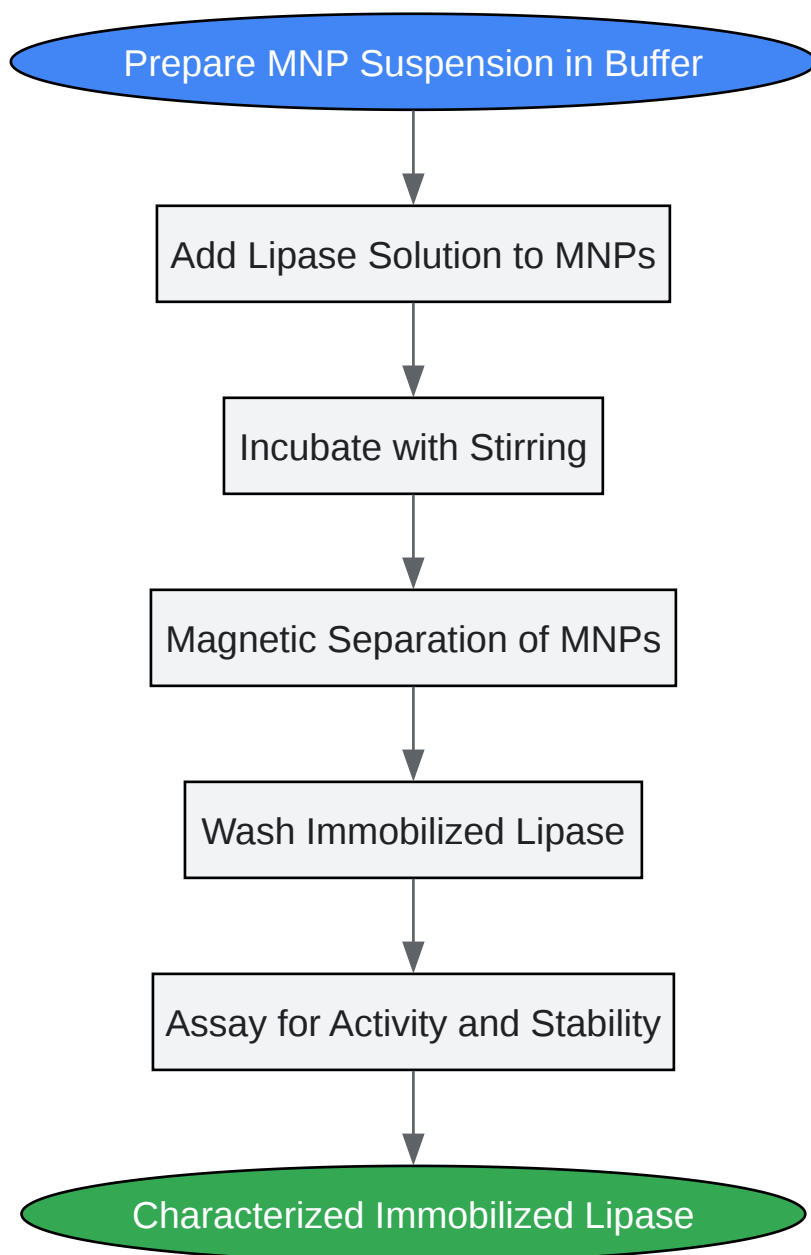 Prepare MNP Suspension in Buffer
Add Lipase Solution to MNPs
Incubate with Stirring
Magnetic Separation of MNPs
Wash Immobilized Lipase
Assay for Activity and Stability
Characterized Immobilized Lipase